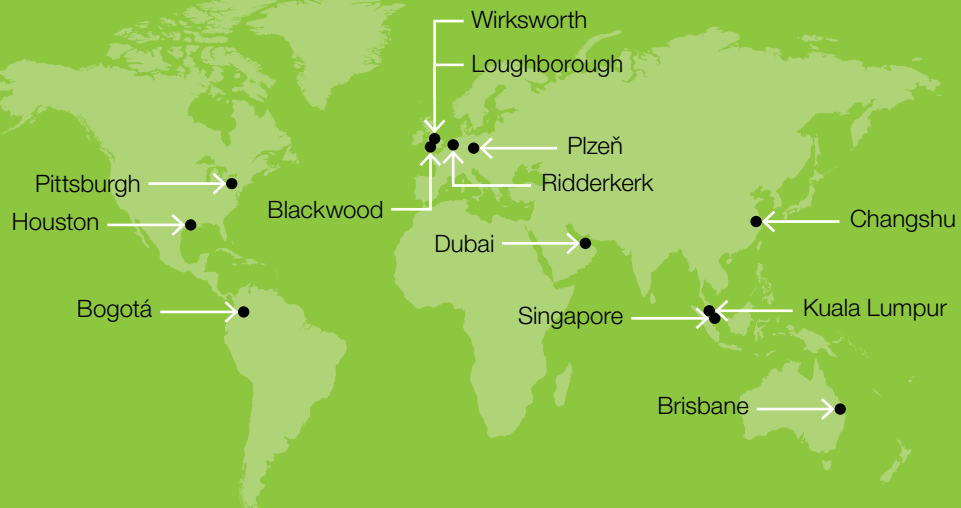 Wirksworth
Loughborough
Plzeň
Pittsburgh
Ridderkerk
Blackwood
Houston
Changshu
Dubai
Bogotá
Singapore
Kuala Lumpur
Brisbane